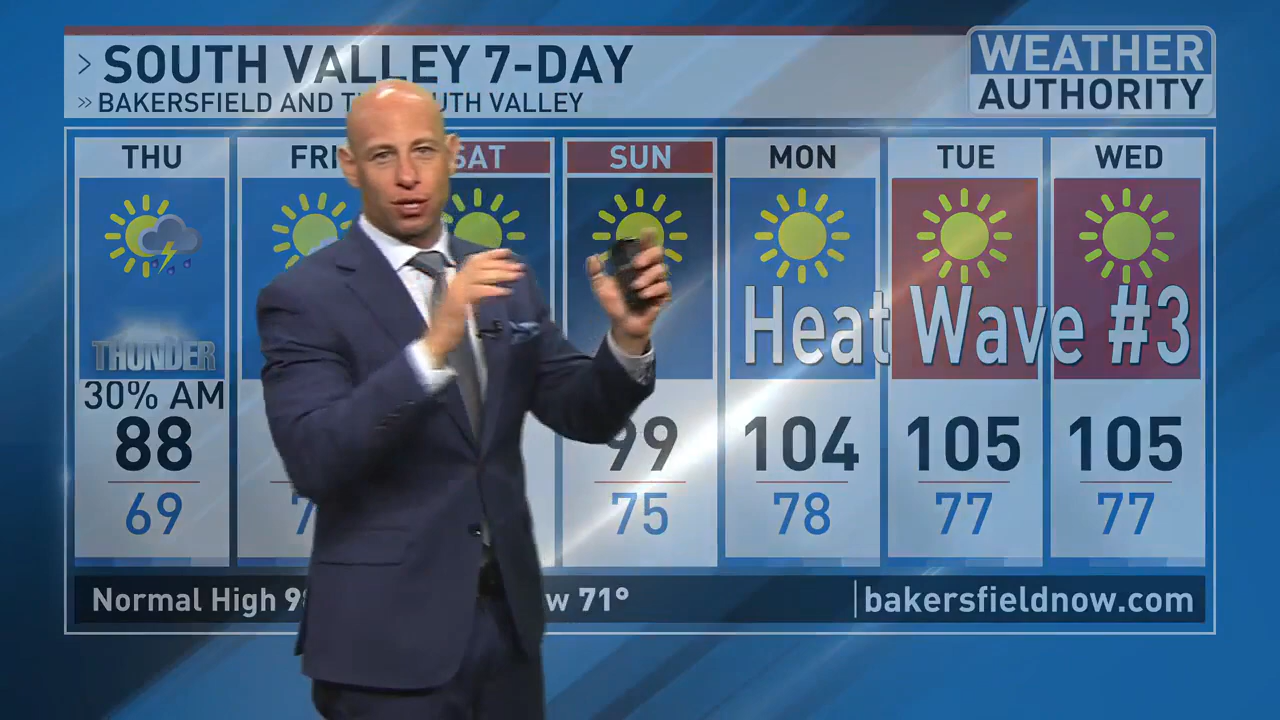 > SOUTH VALLEY 7-DAY
» BAKERSFIELD AND VALLEY
WEATHER
AUTHORITY
THU
THUNDER
30% AM
88
69
FRI
SAT
SUN
99
75
MON
104
78
TUE
105
77
WED
105
77
Heat Wave #3
Normal High 71°
bakersfieldnow.com